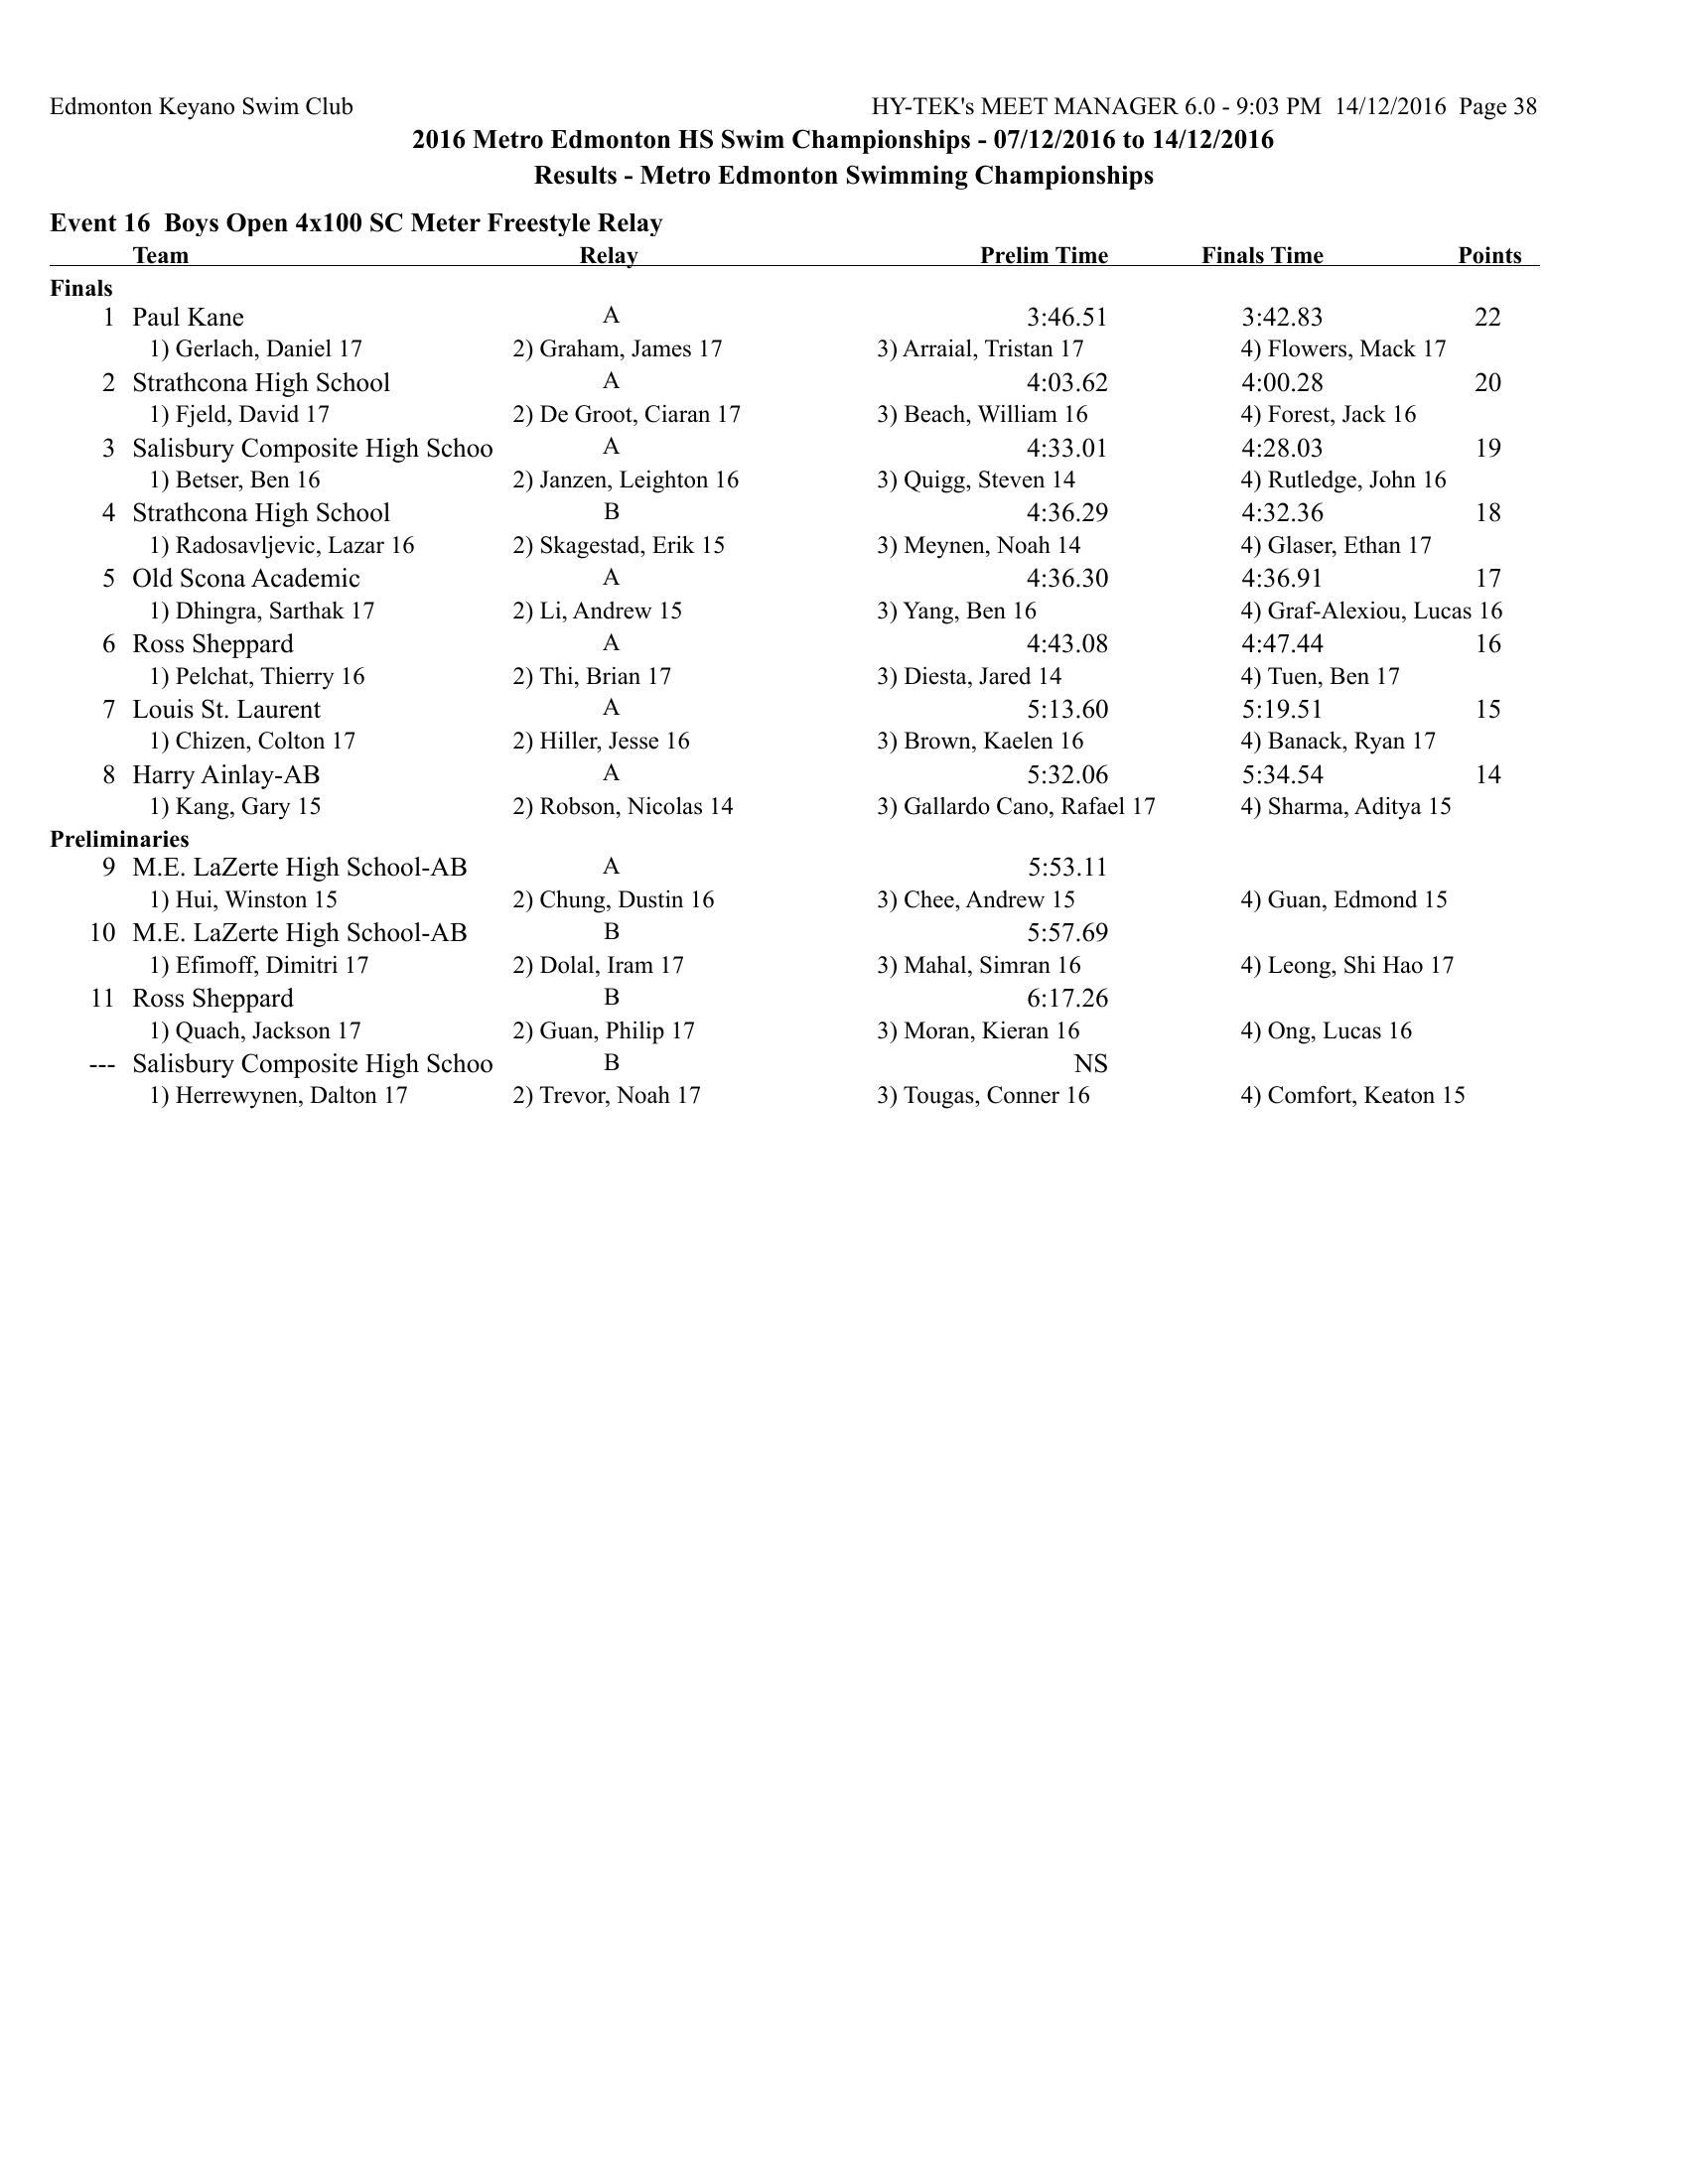 Edmonton Keyano Swim Club HY-TEK's MEET MANAGER 6.0 - 9:03 PM 14/12/2016 Page 38
2016 Metro Edmonton HS Swim Championships - 07/12/2016 to 14/12/2016
Results - Metro Edmonton Swimming Championships
Event 16 Boys Open 4x100 SC Meter Freestyle Relay
Team Relay Prelim Time Finals Time Points
Finals
1 Paul Kane A 3:46.51 3:42.83 22
1) Gerlach, Daniel 17 2) Graham, James 17 3) Arraial, Tristan 17 4) Flowers, Mack 17
2 Strathcona High School A 4:03.62 4:00.28 20
1) Fjeld, David 17 2) De Groot, Ciaran 17 3) Beach, William 16 4) Forest, Jack 16
3 Salisbury Composite High Schoo A 4:33.01 4:28.03 19
1) Betser, Ben 16 2) Janzen, Leighton 16 3) Quigg, Steven 14 4) Rutledge, John 16
4 Strathcona High School B 4:36.29 4:32.36 18
1) Radosavljevic, Lazar 16 2) Skagestad, Erik 15 3) Meynen, Noah 14 4) Glaser, Ethan 17
5 Old Scona Academic A 4:36.30 4:36.91 17
1) Dhingra, Sarthak 17 2) Li, Andrew 15 3) Yang, Ben 16 4) Graf-Alexiou, Lucas 16
6 Ross Sheppard A 4:43.08 4:47.44 16
1) Pelchat, Thierry 16 2) Thi, Brian 17 3) Diesta, Jared 14 4) Tuen, Ben 17
7 Louis St. Laurent A 5:13.60 5:19.51 15
1) Chizen, Colton 17 2) Hiller, Jesse 16 3) Brown, Kaelen 16 4) Banack, Ryan 17
8 Harry Ainlay-AB A 5:32.06 5:34.54 14
1) Kang, Gary 15 2) Robson, Nicolas 14 3) Gallardo Cano, Rafael 17 4) Sharma, Aditya 15
Preliminaries
9 M.E. LaZerte High School-AB A 5:53.11
1) Hui, Winston 15 2) Chung, Dustin 16 3) Chee, Andrew 15 4) Guan, Edmond 15
10 M.E. LaZerte High School-AB B 5:57.69
1) Efimoff, Dimitri 17 2) Dolal, Iram 17 3) Mahal, Simran 16 4) Leong, Shi Hao 17
11 Ross Sheppard B 6:17.26
1) Quach, Jackson 17 2) Guan, Philip 17 3) Moran, Kieran 16 4) Ong, Lucas 16
--- Salisbury Composite High Schoo B NS
1) Herrewynen, Dalton 17 2) Trevor, Noah 17 3) Tougas, Conner 16 4) Comfort, Keaton 15